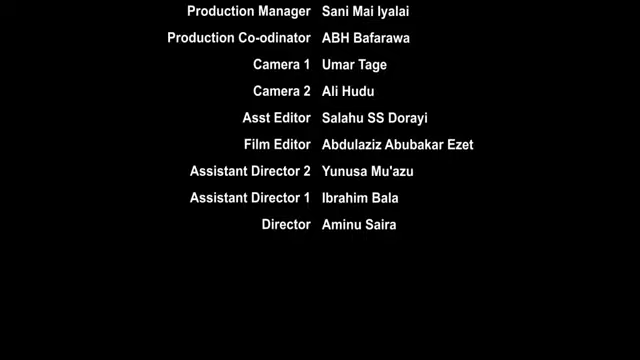 Production Manager Sani Mai Iyalai
Production Co-odinator ABH Bafarawa
Camera 1 Umar Tage
Camera 2 Ali Hudu
Asst Editor Salahu SS Dorayi
Film Editor Abdulaziz Abubakar Ezet
Assistant Director 2 Yunusa Mu'azu
Assistant Director 1 Ibrahim Bala
Director Aminu Saira